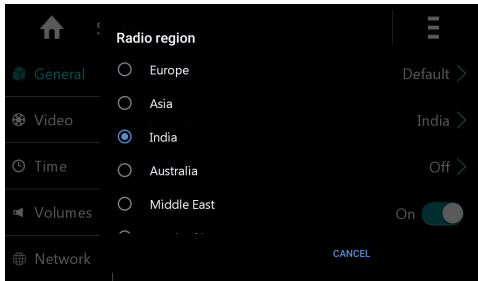 Radio region
General
Europe
Default
Asia
Video
India
India
Time
Australia
Off
Volumes
Middle East
On
CANCEL
Network